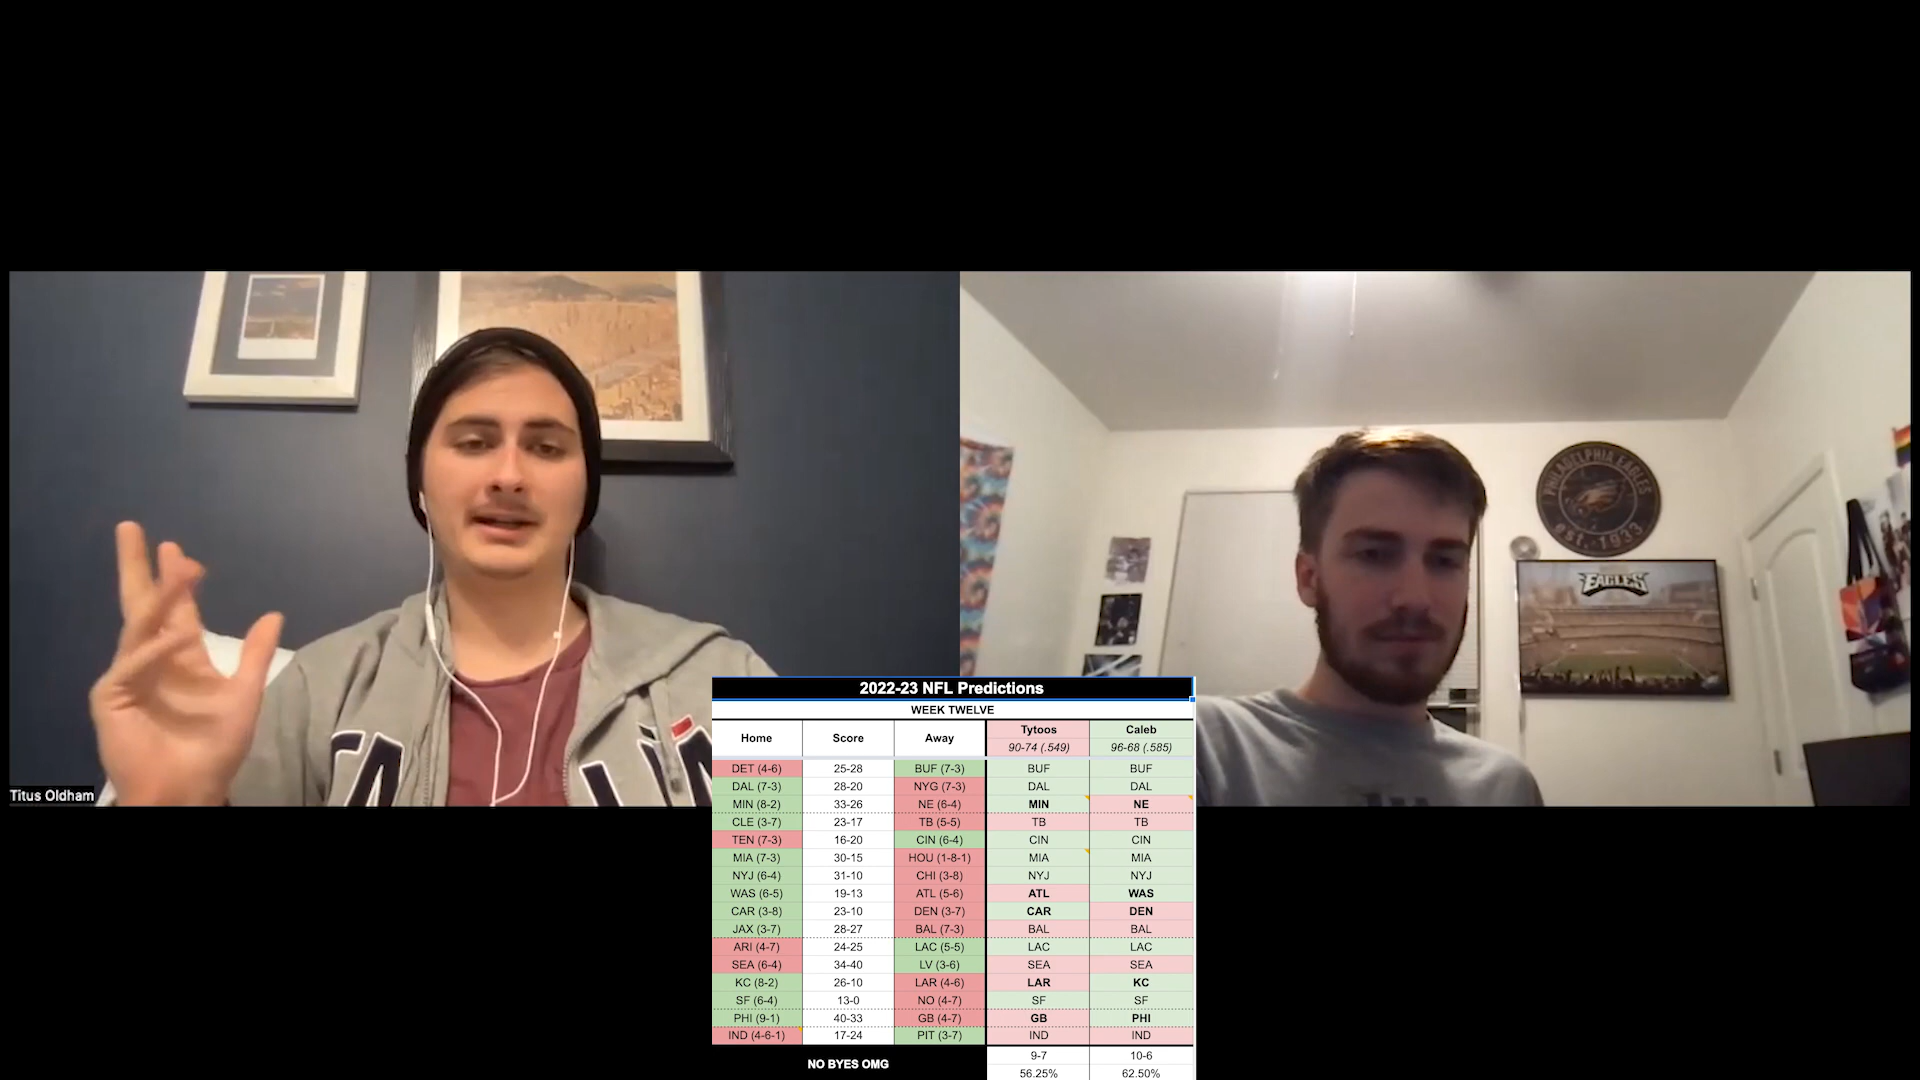 PHILADELPHIA EAGLES
est. 1933
EAGLES
Titus Oldham
2022-23 NFL Predictions
WEEK TWELVE
Home Score Away Tytoos Caleb
90-74 (.549) 96-68 (.585)
DET (4-6) 25-28 BUF (7-3) BUF BUF
DAL (7-3) 28-20 NYG (7-3) DAL DAL
MIN (8-2) 33-26 NE (6-4) MIN NE
CLE (3-7) 23-17 TB (5-5) TB TB
TEN (7-3) 16-20 CIN (6-4) CIN CIN
MIA (7-3) 30-15 HOU (1-8-1) MIA MIA
NYJ (6-4) 31-10 CHI (3-8) NYJ NYJ
WAS (6-5) 19-13 ATL (5-6) ATL WAS
CAR (3-8) 23-10 DEN (3-7) CAR DEN
JAX (3-7) 28-27 BAL (7-3) BAL BAL
ARI (4-7) 24-25 LAC (5-5) LAC LAC
SEA (6-4) 34-40 LV (3-6) SEA SEA
KC (8-2) 26-10 LAR (4-6) LAR KC
SF (6-4) 13-0 NO (4-7) SF SF
PHI (9-1) 40-33 GB (4-7) GB PHI
IND (4-6-1) 17-24 PIT (3-7) IND IND
NO BYES OMG 9-7 10-6
56.25% 62.50%